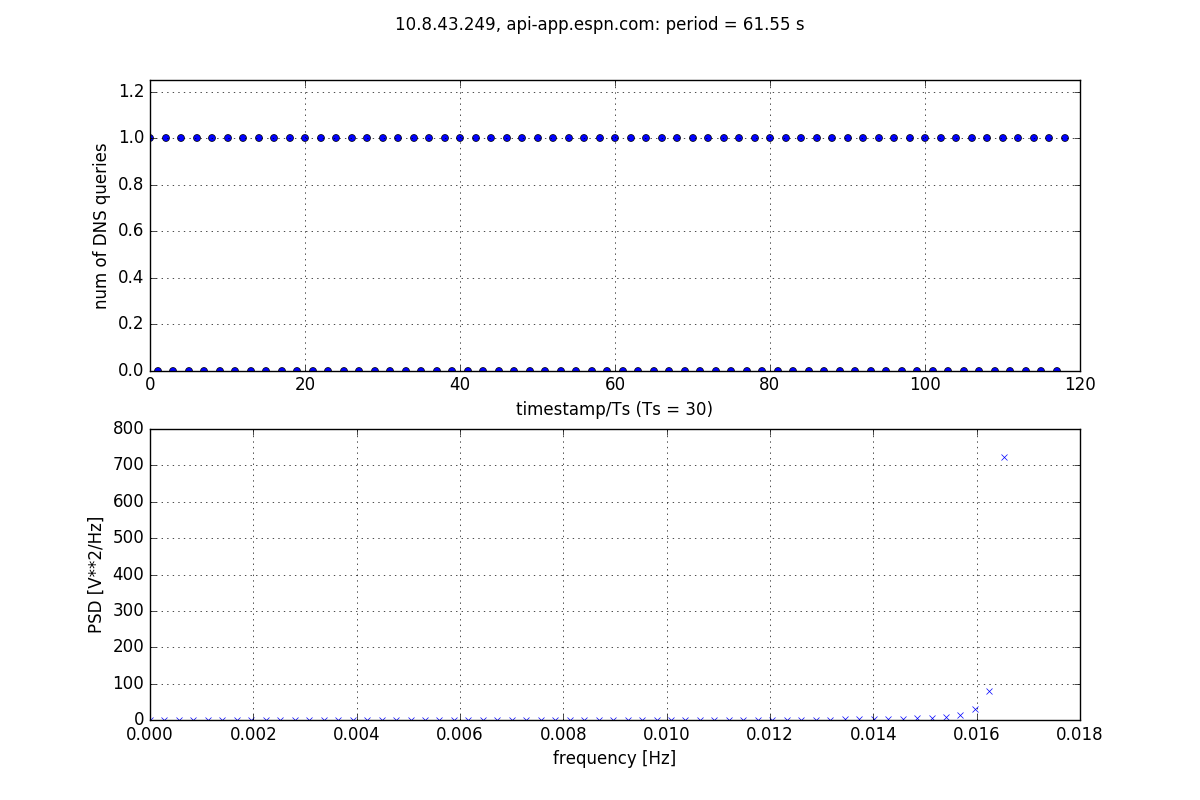 10.8.43.249, api-app.espn.com: period = 61.55 s
1.2
1.0
0.8
0.6
0.4
0.2
0.0
num of DNS queries
0 20 40 60 80 100 120
timestamp/Ts (Ts = 30)
800
700
600
500
400
300
200
100
0
PSD [V**2/Hz]
0.000 0.002 0.004 0.006 0.008 0.010 0.012 0.014 0.016 0.018
frequency [Hz]